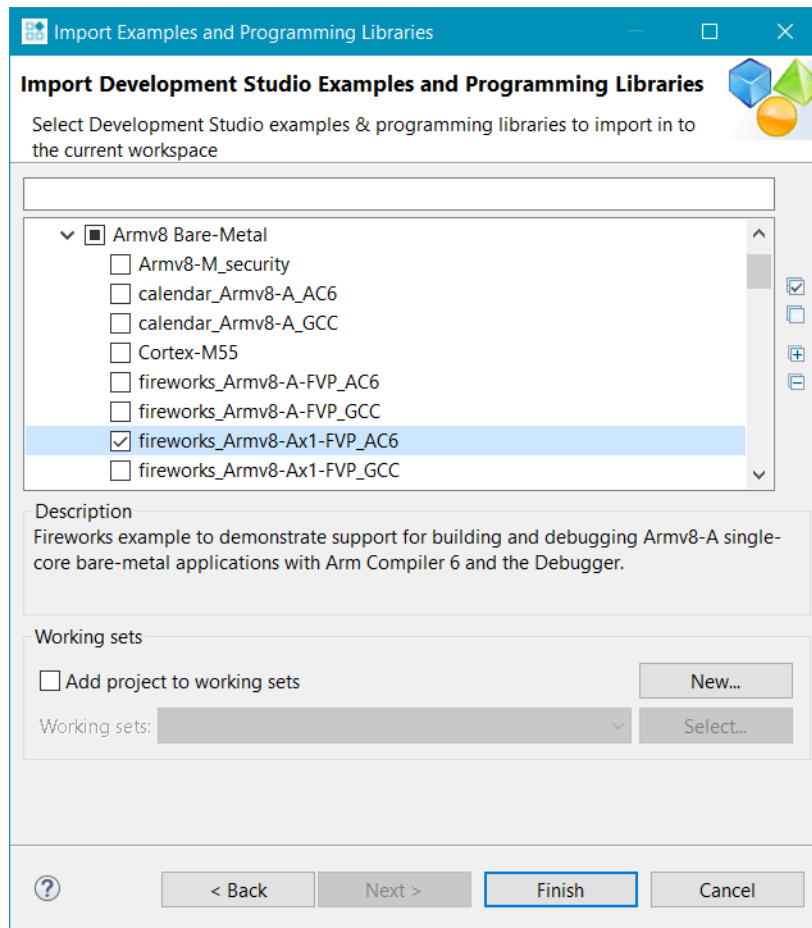 Import Examples and Programming Libraries
Import Development Studio Examples and Programming Libraries
Select Development Studio examples & programming libraries to import in to
the current workspace
Armv8 Bare-Metal
Armv8-M_security
calendar_Armv8-A_AC6
calendar_Armv8-A_GCC
Cortex-M55
fireworks_Armv8-A-FVP_AC6
fireworks_Armv8-A-FVP_GCC
fireworks_Armv8-Ax1-FVP_AC6
fireworks_Armv8-Ax1-FVP_GCC
Description
Fireworks example to demonstrate support for building and debugging Armv8-A single-
core bare-metal applications with Arm Compiler 6 and the Debugger.
Working sets
Add project to working sets
New...
Working sets:
Select...
?
< Back
Next >
Finish
Cancel